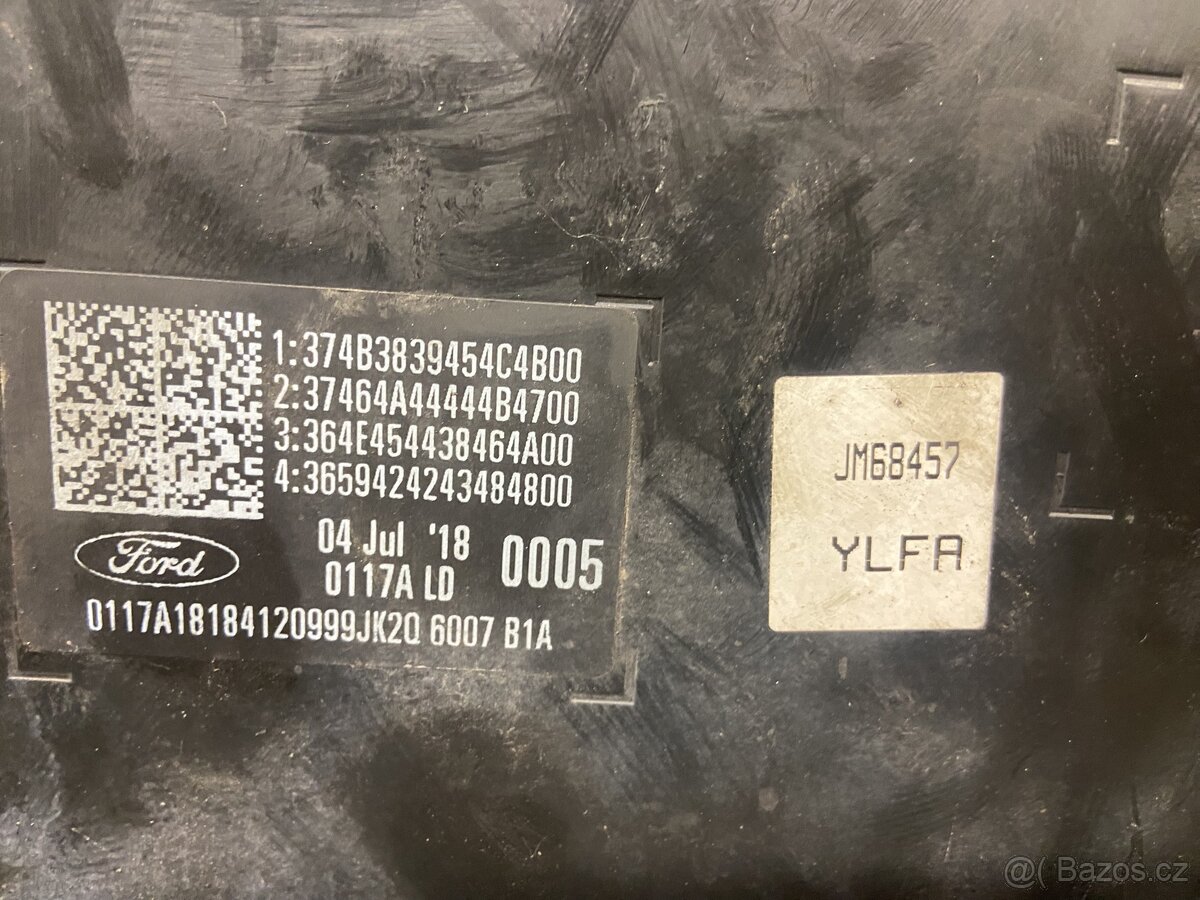 1:374B3839454C4B00
2:37464A44444B4700
3:364E454438464A00
4:3659424243484800
Ford
04 Jul '18
0117A LD
0005
0117A18184120999JK2Q 6007 B1A
JM68457
YLFA
@( Bazos.cz